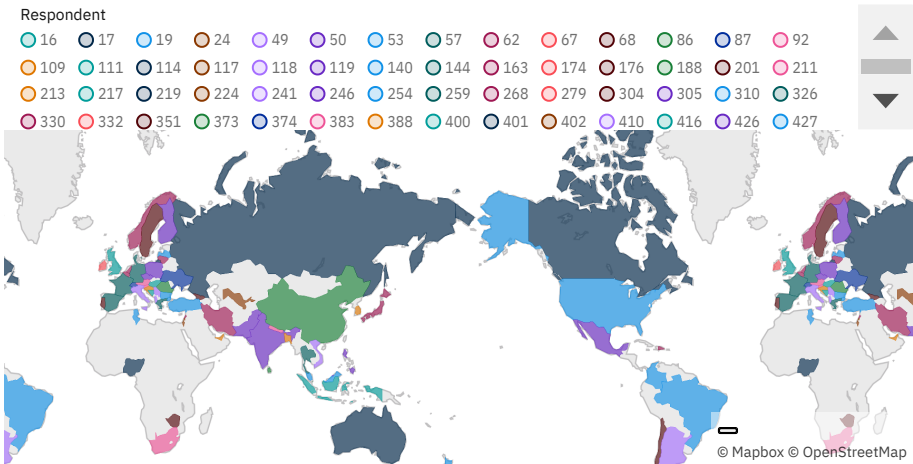 Respondent
16 17 19 24 49 50 53 57 62 67 68 86 87 92
109 111 114 117 118 119 140 144 163 174 176 188 201 211
213 217 219 224 241 246 254 259 268 279 304 305 310 326
330 332 351 373 374 383 388 400 401 402 410 416 426 427
© Mapbox © OpenStreetMap